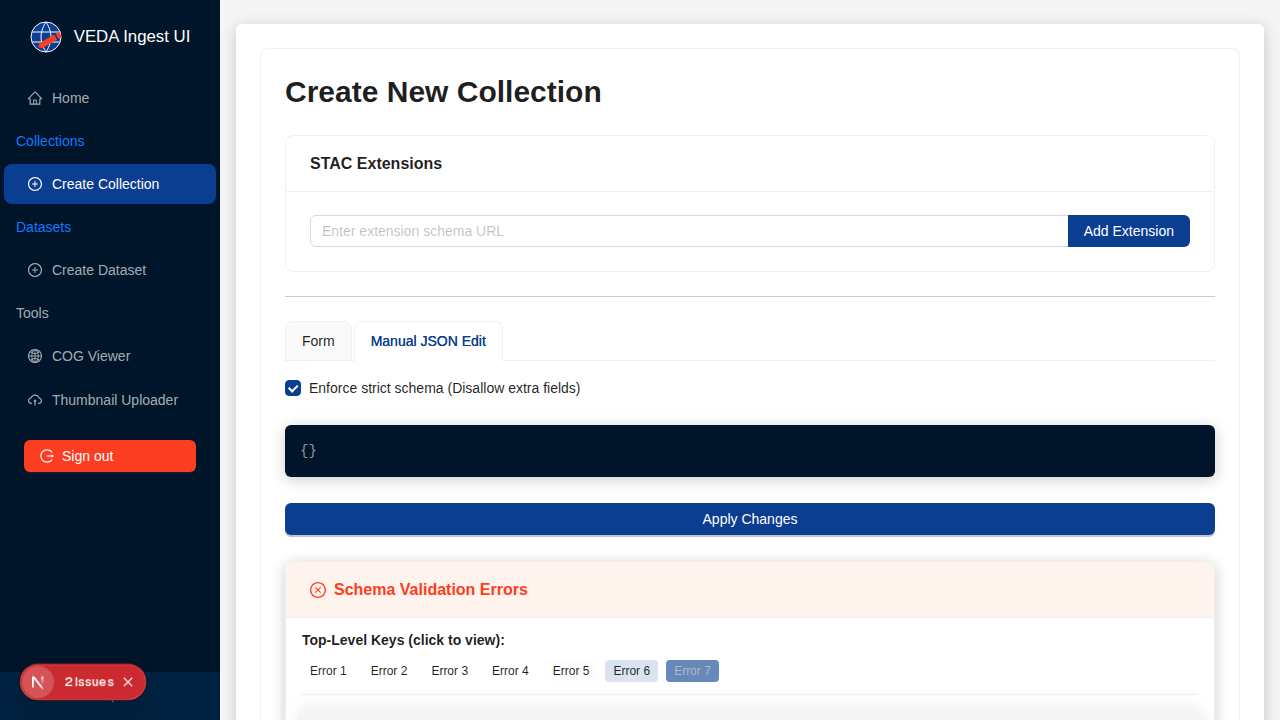 VEDA Ingest UI
Home
Collections
Create Collection
Datasets
Create Dataset
Tools
COG Viewer
Thumbnail Uploader
Sign out
2 Issues
Create New Collection
STAC Extensions
Enter extension schema URL
Add Extension
Form
Manual JSON Edit
Enforce strict schema (Disallow extra fields)
{}
Apply Changes
Schema Validation Errors
Top-Level Keys (click to view):
Error 1 Error 2 Error 3 Error 4 Error 5 Error 6 Error 7